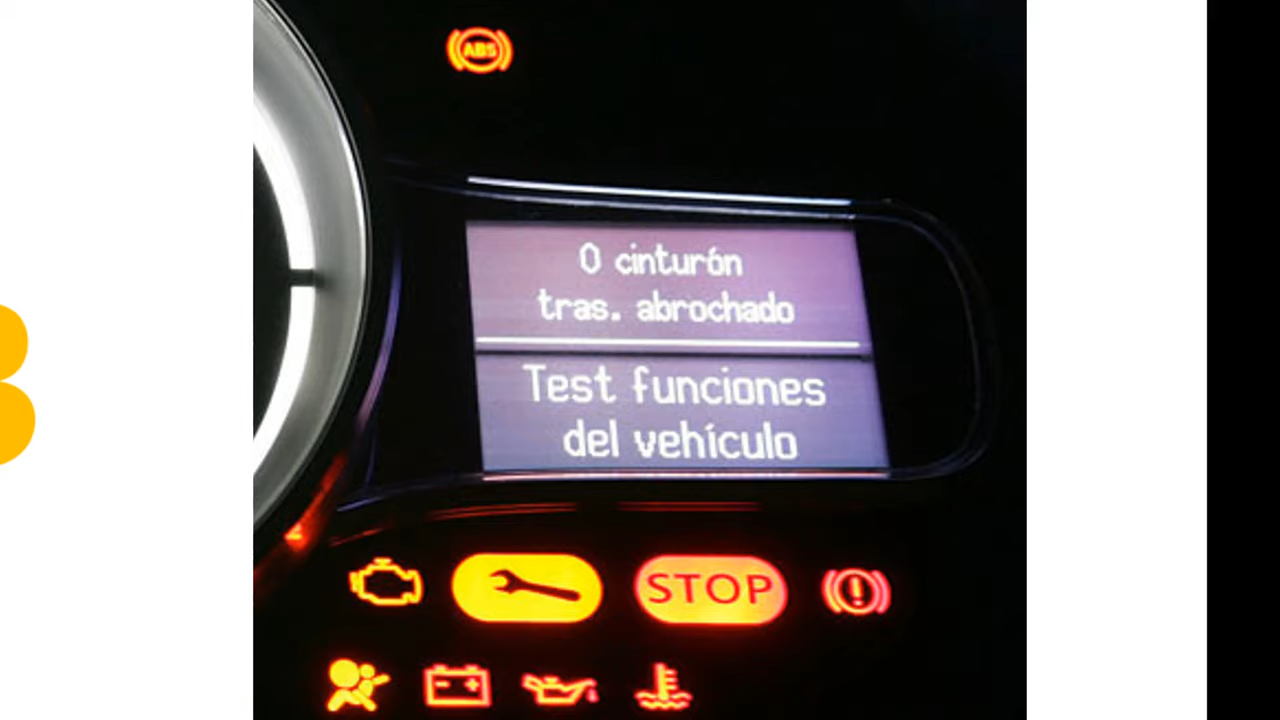 ABS
0 cinturón
tras. abrochado
Test funciones
del vehículo
STOP